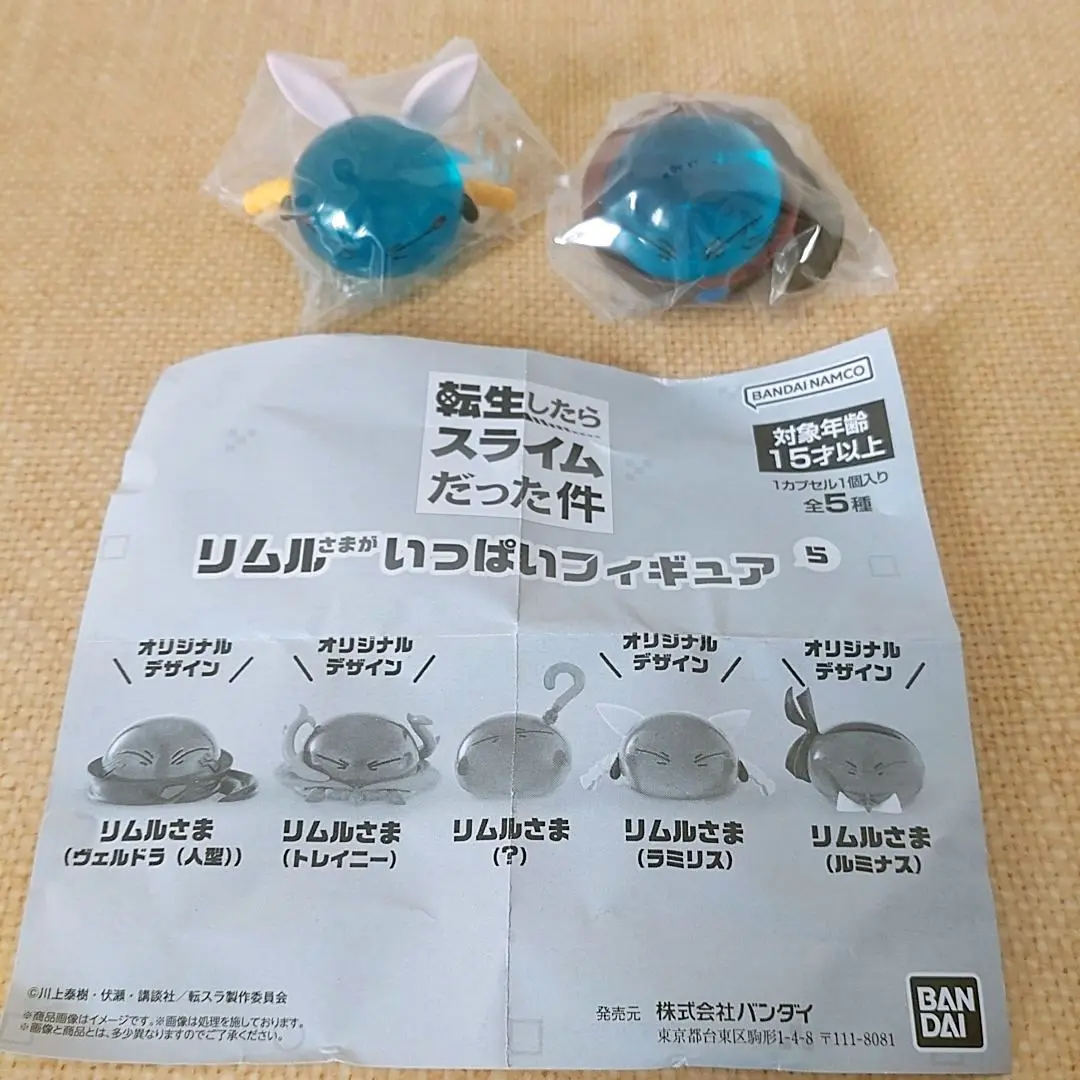 転生したら
スライム
だった件
BANDAI NAMCO
対象年齢
15才以上
1カプセル1個入り
全5種
リムルさまがいっぱいフィギュア 5
オリジナル
デザイン
リムルさま
(ヴェルドラ(人型))
オリジナル
デザイン
リムルさま
(トレイニー)
?
リムルさま
(?)
オリジナル
デザイン
リムルさま
(ラミリス)
オリジナル
デザイン
リムルさま
(ルミナス)
©川上泰樹・伏瀬・講談社/転スラ製作委員会
※商品画像はイメージです。※画像は処理を施しております。
※画像と商品とは、多少異なりますのでご了承ください。
発売元 株式会社バンダイ
東京都台東区駒形1-4-8 〒111-8081
BAN
DAI